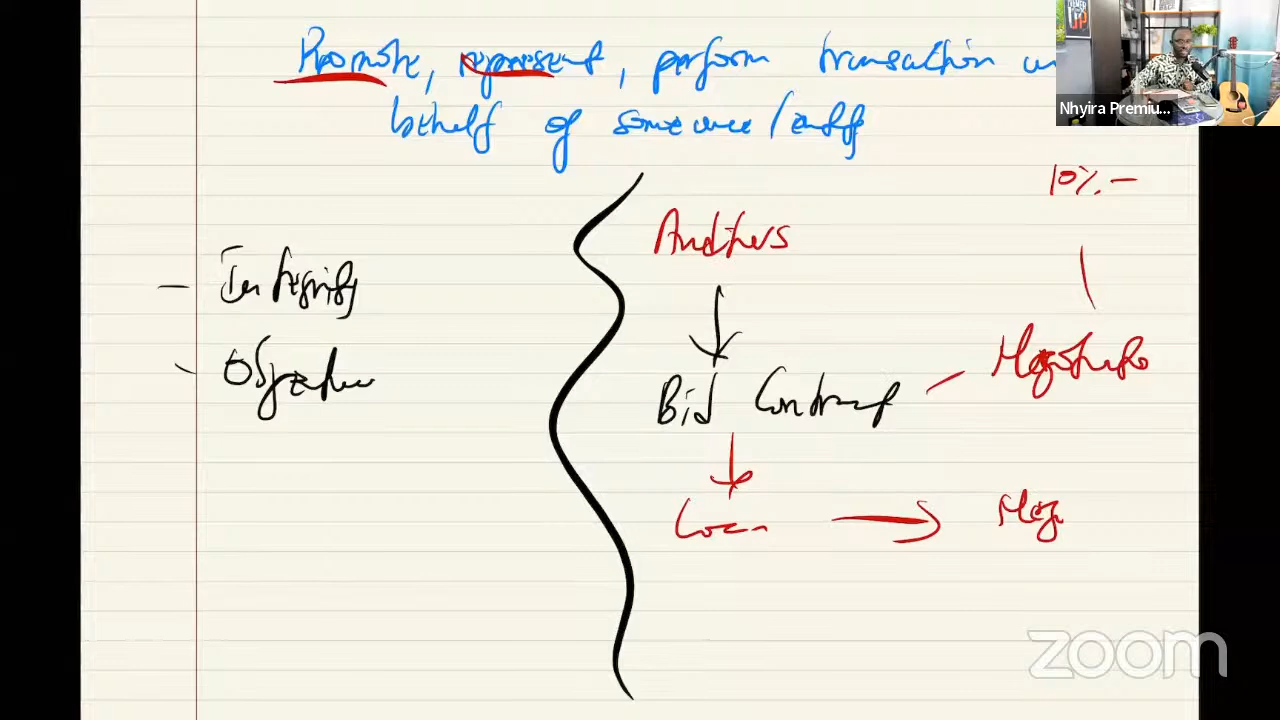 Promote, represent, perform transaction on
behalf of someone/entity
Nhyira Premiu...
10% -
Auditors
- Integrity
- Objective
Bid Contract
Loan
zoom